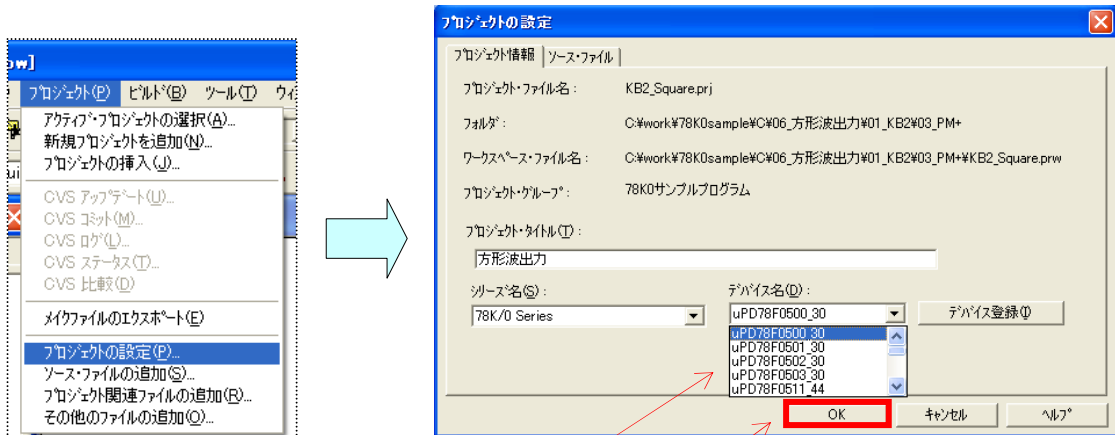 ow]
プロジェクト(P) ビルド(B) ツール(T) ウィ
アクティブ・プロジェクトの選択(A)...
新規プロジェクトを追加(N)...
プロジェクトの挿入(J)...
CVS アップデート(U)...
CVS コミット(M)...
CVS ログ(L)...
CVS ステータス(T)...
CVS 比較(D)
メイクファイルのエクスポート(E)
プロジェクトの設定(P)...
ソース・ファイルの追加(S)...
プロジェクト関連ファイルの追加(R)...
その他のファイルの追加(O)...
プロジェクトの設定
プロジェクト情報 ソース・ファイル
プロジェクト・ファイル名 : KB2_Square.prj
フォルダ : C:¥work¥78K0sample¥C¥06_方形波出力¥01_KB2¥03_PM+
ワークスペース・ファイル名 : C:¥work¥78K0sample¥C¥06_方形波出力¥01_KB2¥03_PM+¥KB2_Square.prw
プロジェクト・グループ : 78K0サンプルプログラム
プロジェクト・タイトル(T) :
方形波出力
シリーズ名(S) : デバイス名(D) :
78K/0 Series uPD78F0500_30 デバイス登録(I)
uPD78F0500_30
uPD78F0501_30
uPD78F0502_30
uPD78F0503_30
uPD78F0511_44
OK キャンセル ヘルプ